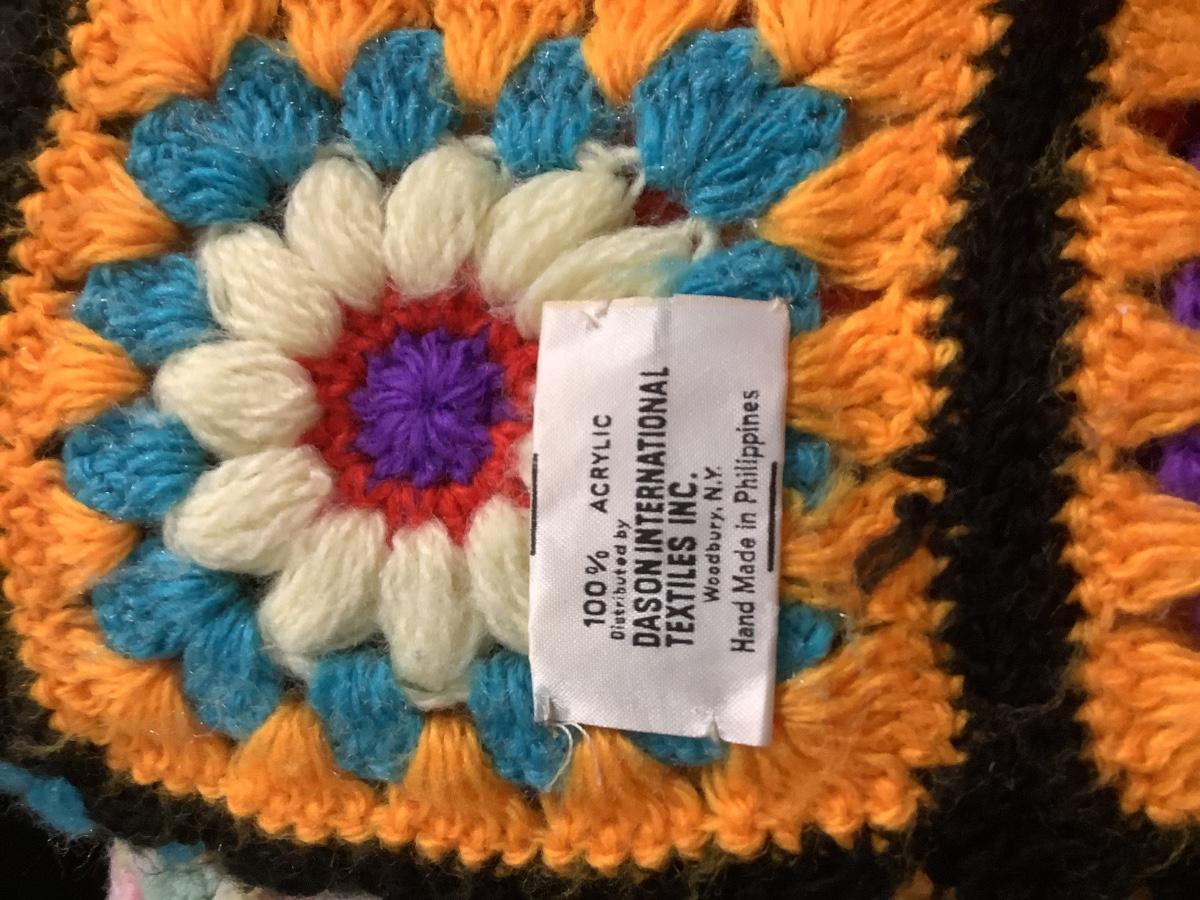 100% ACRYLIC
Distributed by
DASON INTERNATIONAL
TEXTILES INC.
Woodbury, N.Y.
Hand Made in Philippines